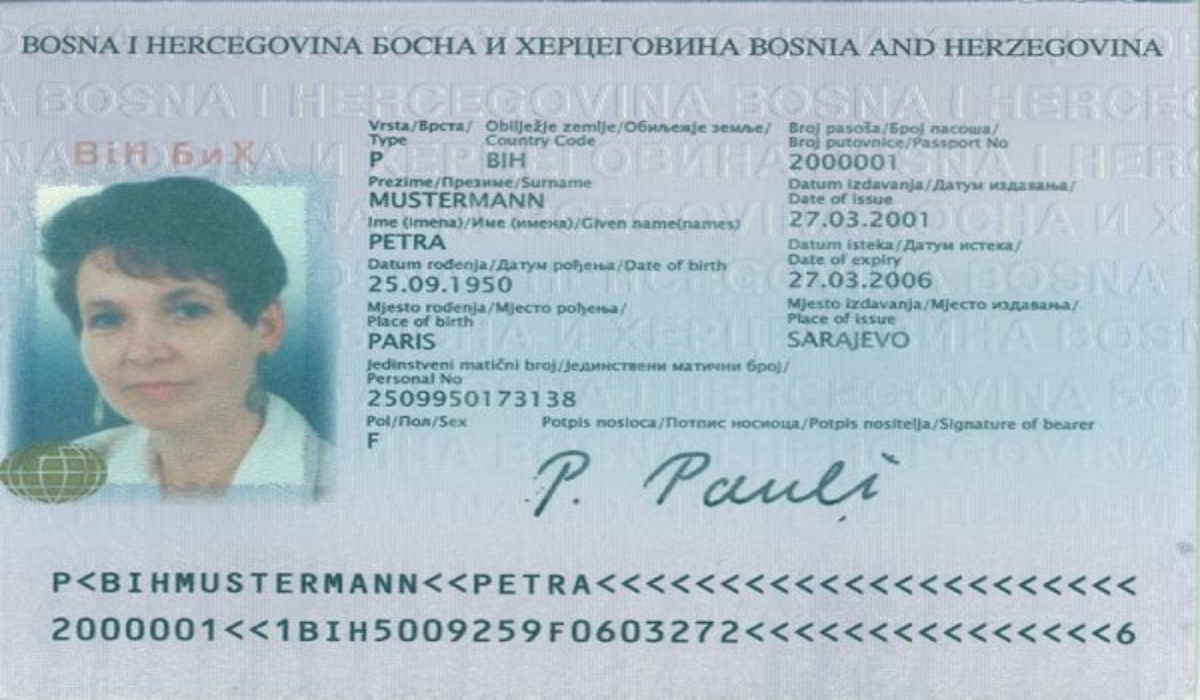 BOSNA I HERCEGOVINA БОСНА И ХЕРЦЕГОВИНА BOSNIA AND HERZEGOVINA
BiH БиХ
Vrsta/Врста/
Type
P
Obilježje zemlje/Обиљежје земље/
Country Code
BIH
Broj pasoša/Број пасоша/
Broj putovnice/Passport No
2000001
Prezime/Презиме/Surname
MUSTERMANN
Datum izdavanja/Датум издавања/
Date of issue
27.03.2001
Ime (imena)/Име (имена)/Given name(names)
PETRA
Datum isteka/Датум истека/
Date of expiry
27.03.2006
Datum rođenja/Датум рођења/Date of birth
25.09.1950
Mjesto rođenja/Мјесто рођења/
Place of birth
PARIS
Mjesto izdavanja/Мјесто издавања/
Place of issue
SARAJEVO
Jedinstveni matični broj/Јединствени матични број/
Personal No
2509950173138
Pol/Пол/Sex
F
Potpis nosioca/Потпис носиоца/Potpis nositelja/Signature of bearer
P. Pauli
P<BIHMUSTERMANN<<PETRA<<<<<<<<<<<<<<<<<<<<<<
2000001<<1BIH5009259F0603272<<<<<<<<<<<<<<<6